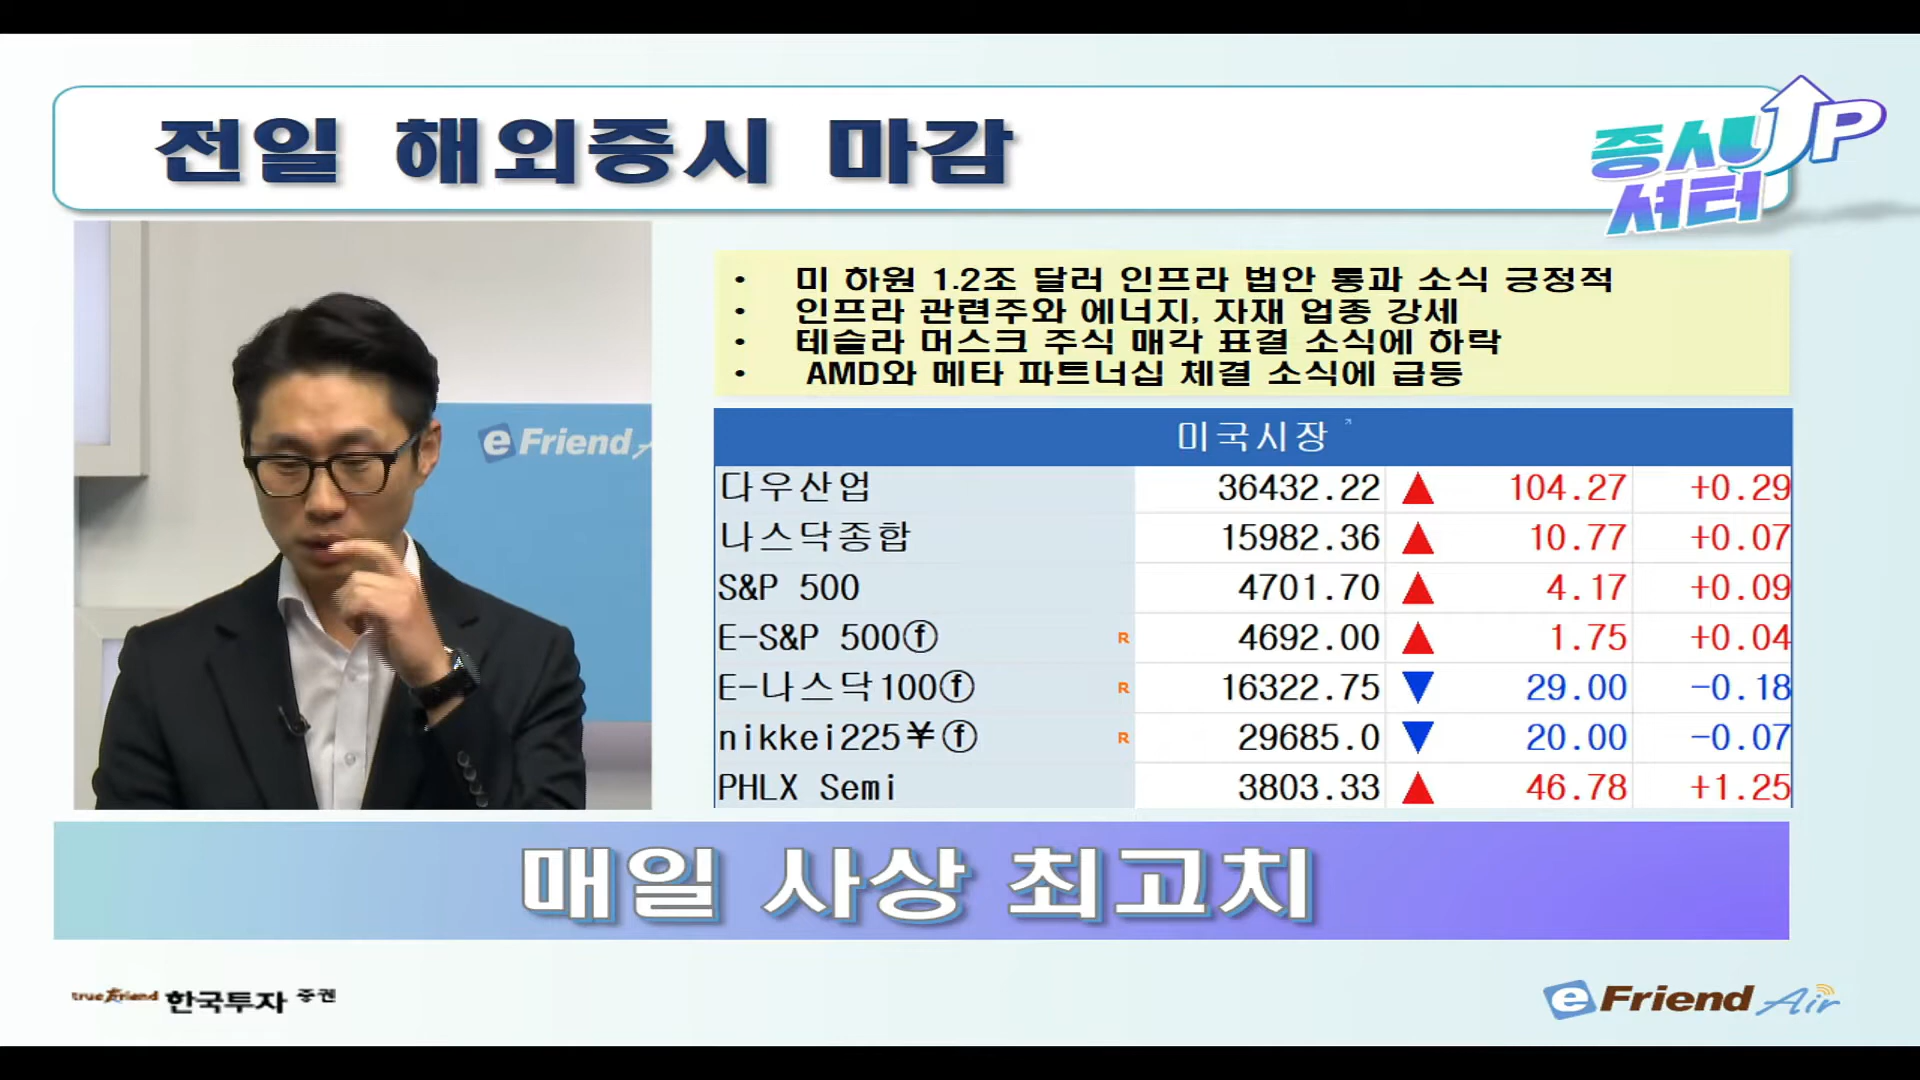 전일 해외증시 마감
증시 UP
셔터
e Friend
• 미 하원 1.2조 달러 인프라 법안 통과 소식 긍정적
• 인프라 관련주와 에너지, 자재 업종 강세
• 테슬라 머스크 주식 매각 표결 소식에 하락
• AMD와 메타 파트너십 체결 소식에 급등
미국시장
다우산업 36432.22 ▲ 104.27 +0.29
나스닥종합 15982.36 ▲ 10.77 +0.07
S&P 500 4701.70 ▲ 4.17 +0.09
E-S&P 500ⓕ R 4692.00 ▲ 1.75 +0.04
E-나스닥100ⓕ R 16322.75 ▼ 29.00 -0.18
nikkei225¥ⓕ R 29685.0 ▼ 20.00 -0.07
PHLX Semi 3803.33 ▲ 46.78 +1.25
매일 사상 최고치
true Friend 한국투자 증권
e Friend Air